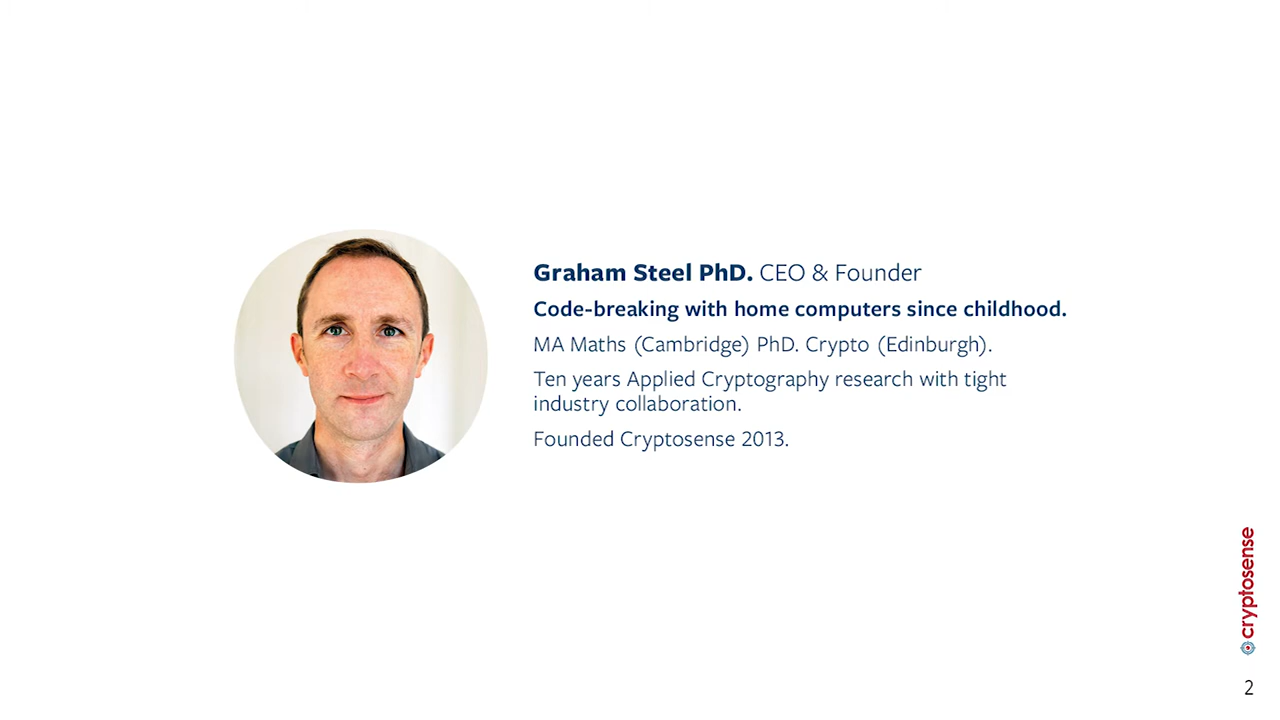 Graham Steel PhD. CEO & Founder
Code-breaking with home computers since childhood.
MA Maths (Cambridge) PhD. Crypto (Edinburgh).
Ten years Applied Cryptography research with tight
industry collaboration.
Founded Cryptosense 2013.
cryptosense
2